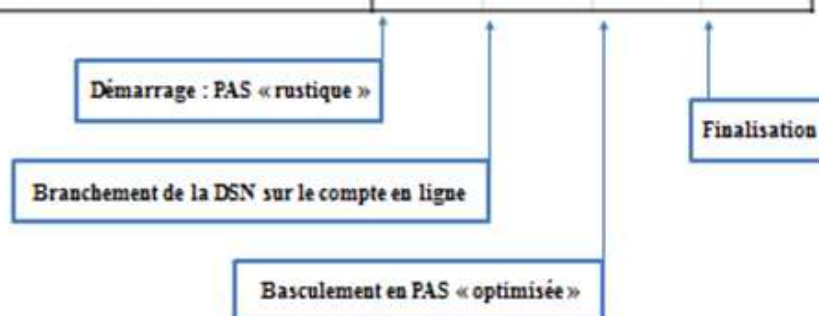 Démarrage : PAS « rustique »
Finalisation
Branchement de la DSN sur le compte en ligne
Basculement en PAS « optimisée »